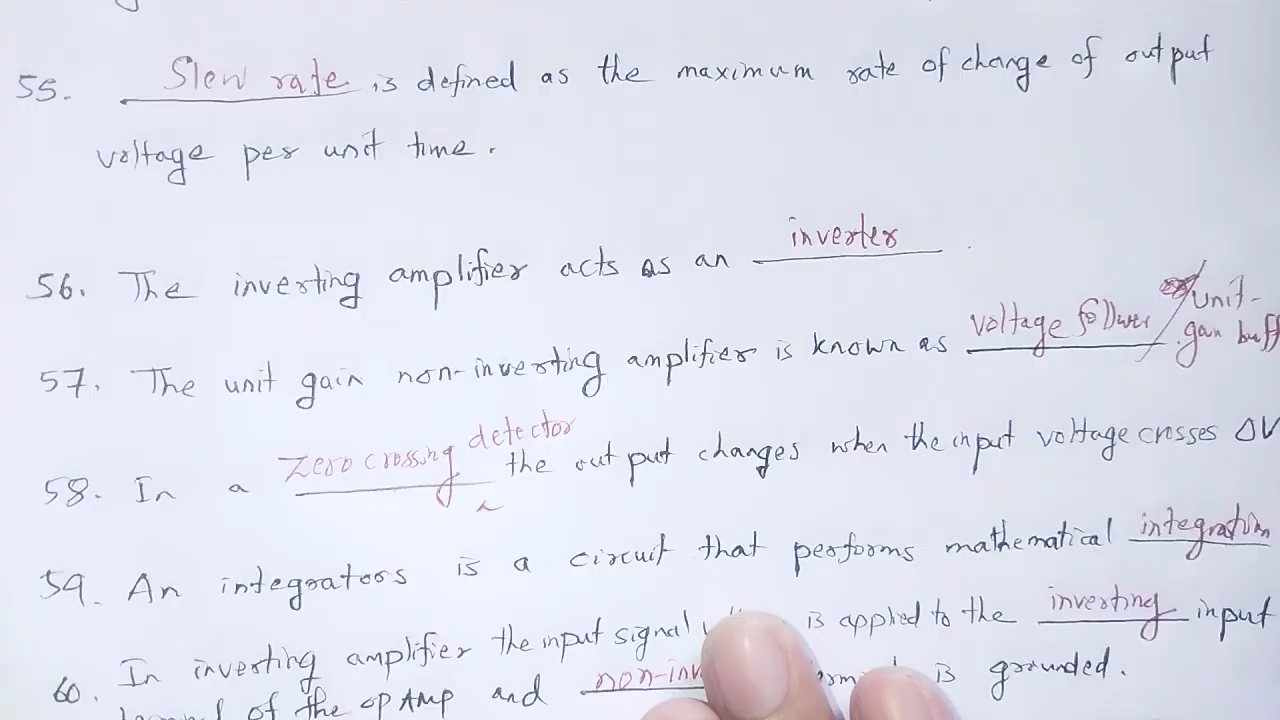 55. Slew rate is defined as the maximum rate of change of output
voltage per unit time.
56. The inverting amplifier acts as an inverter.
57. The unit gain non-inverting amplifier is known as voltage follower / unit-
gan buff
58. In a zero crossing detector the output changes when the input voltage crosses 0V
59. An integrators is a circuit that performs mathematical integration
60. In inverting amplifier the input signal is applied to the inverting input
of the op AMP and non-inv is grounded.